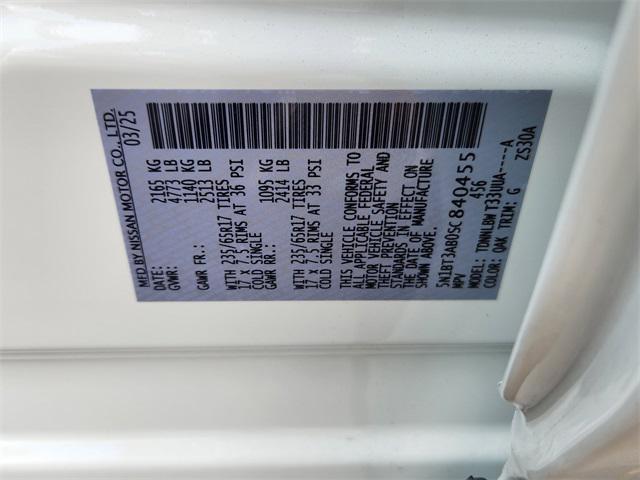 MFD BY NISSAN MOTOR CO., LTD.
DATE: 03/25
GVWR: 2165 KG
4773 LB
GAWR FR.: 1140 KG
2513 LB
WITH 235/65R17 TIRES
17 x 7.5 RIMS AT 36 PSI
COLD SINGLE
GAWR RR.: 1095 KG
2414 LB
WITH 235/65R17 TIRES
17 x 7.5 RIMS AT 33 PSI
COLD SINGLE
THIS VEHICLE CONFORMS TO
ALL APPLICABLE FEDERAL
MOTOR VEHICLE SAFETY AND
THEFT PREVENTION
STANDARDS IN EFFECT ON
THE DATE OF MANUFACTURE
SHOWN ABOVE.
5N1BT3AB0SC840455
MPV 456
MODEL: TDNNLBW T33UUA----A
COLOR: QAK TRIM: G ZS30A